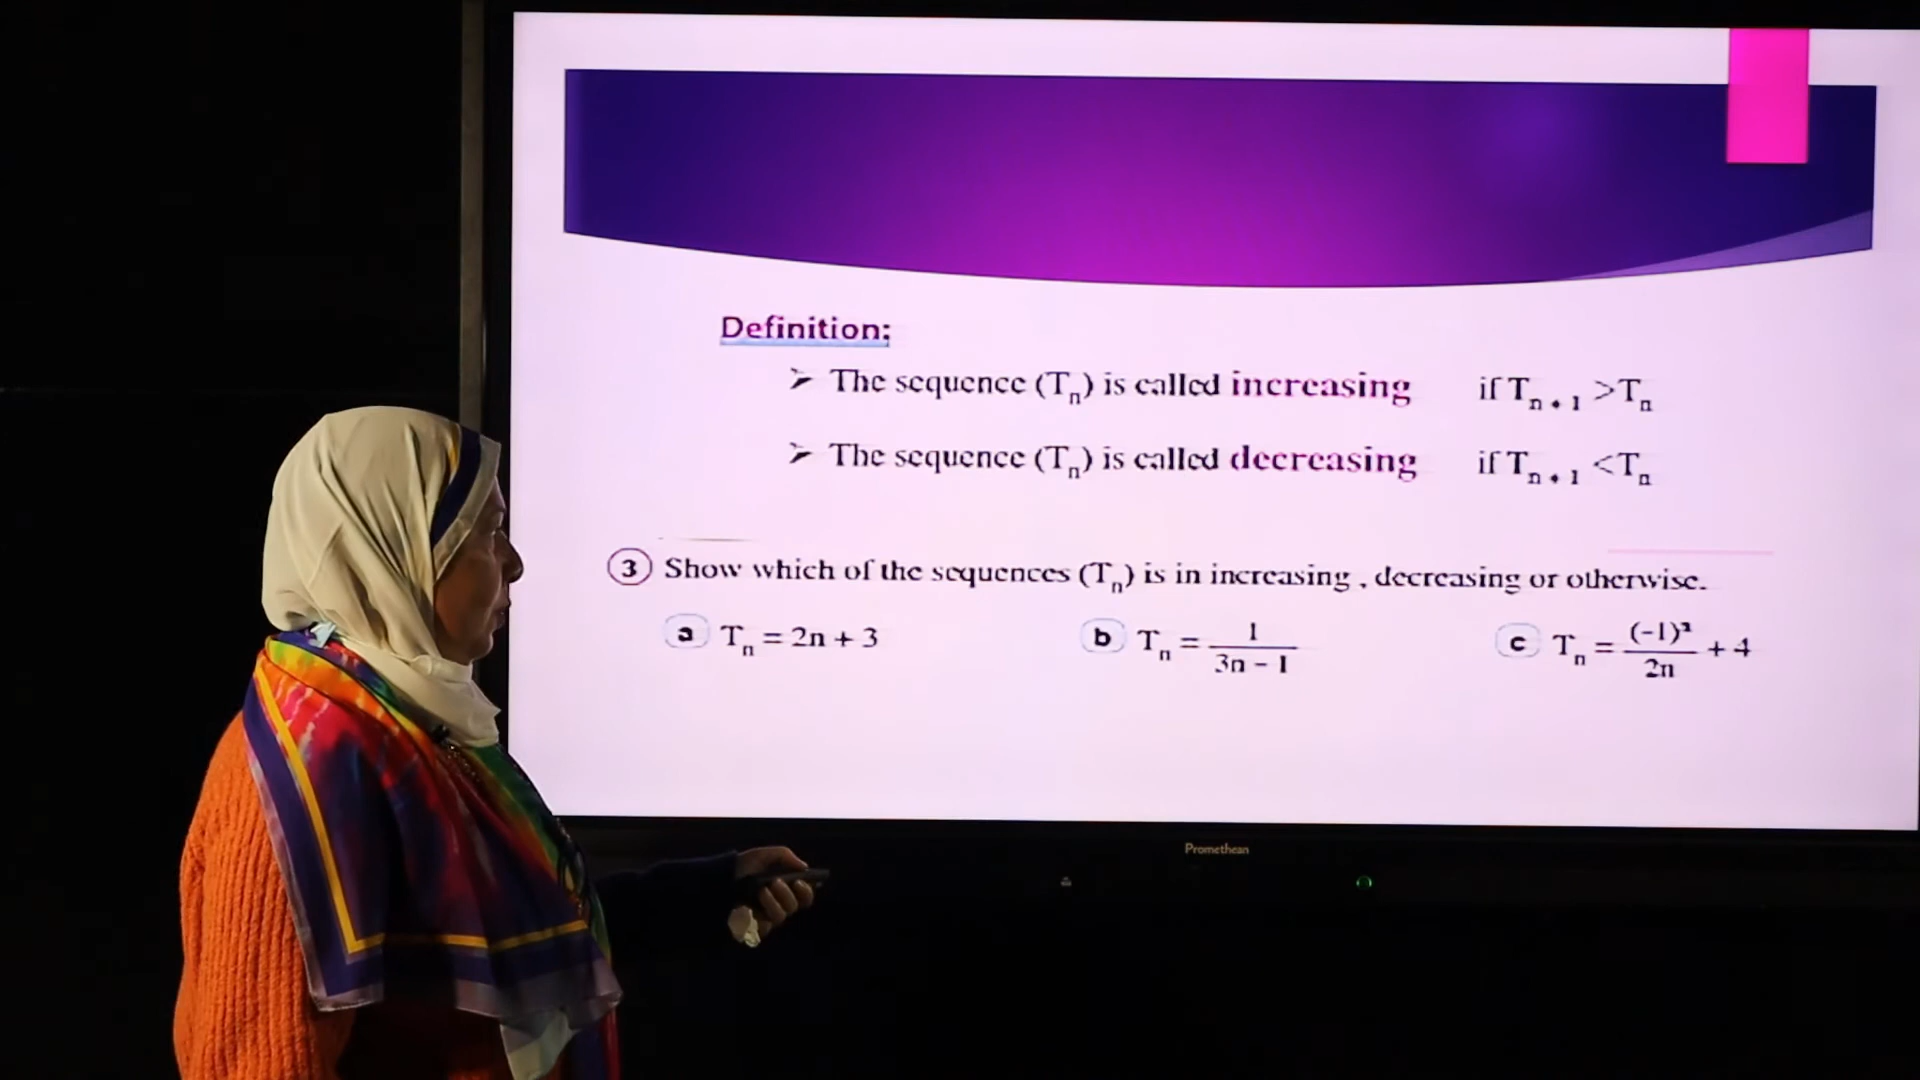 Definition:
➢ The sequence (Tₙ) is called increasing if Tₙ₊₁ >Tₙ
➢ The sequence (Tₙ) is called decreasing if Tₙ₊₁ <Tₙ
3 Show which of the sequences (Tₙ) is in increasing , decreasing or otherwise.
a Tₙ = 2n + 3 b Tₙ = 1 / (3n – 1) c Tₙ = (-1)² / 2n + 4
Promethean